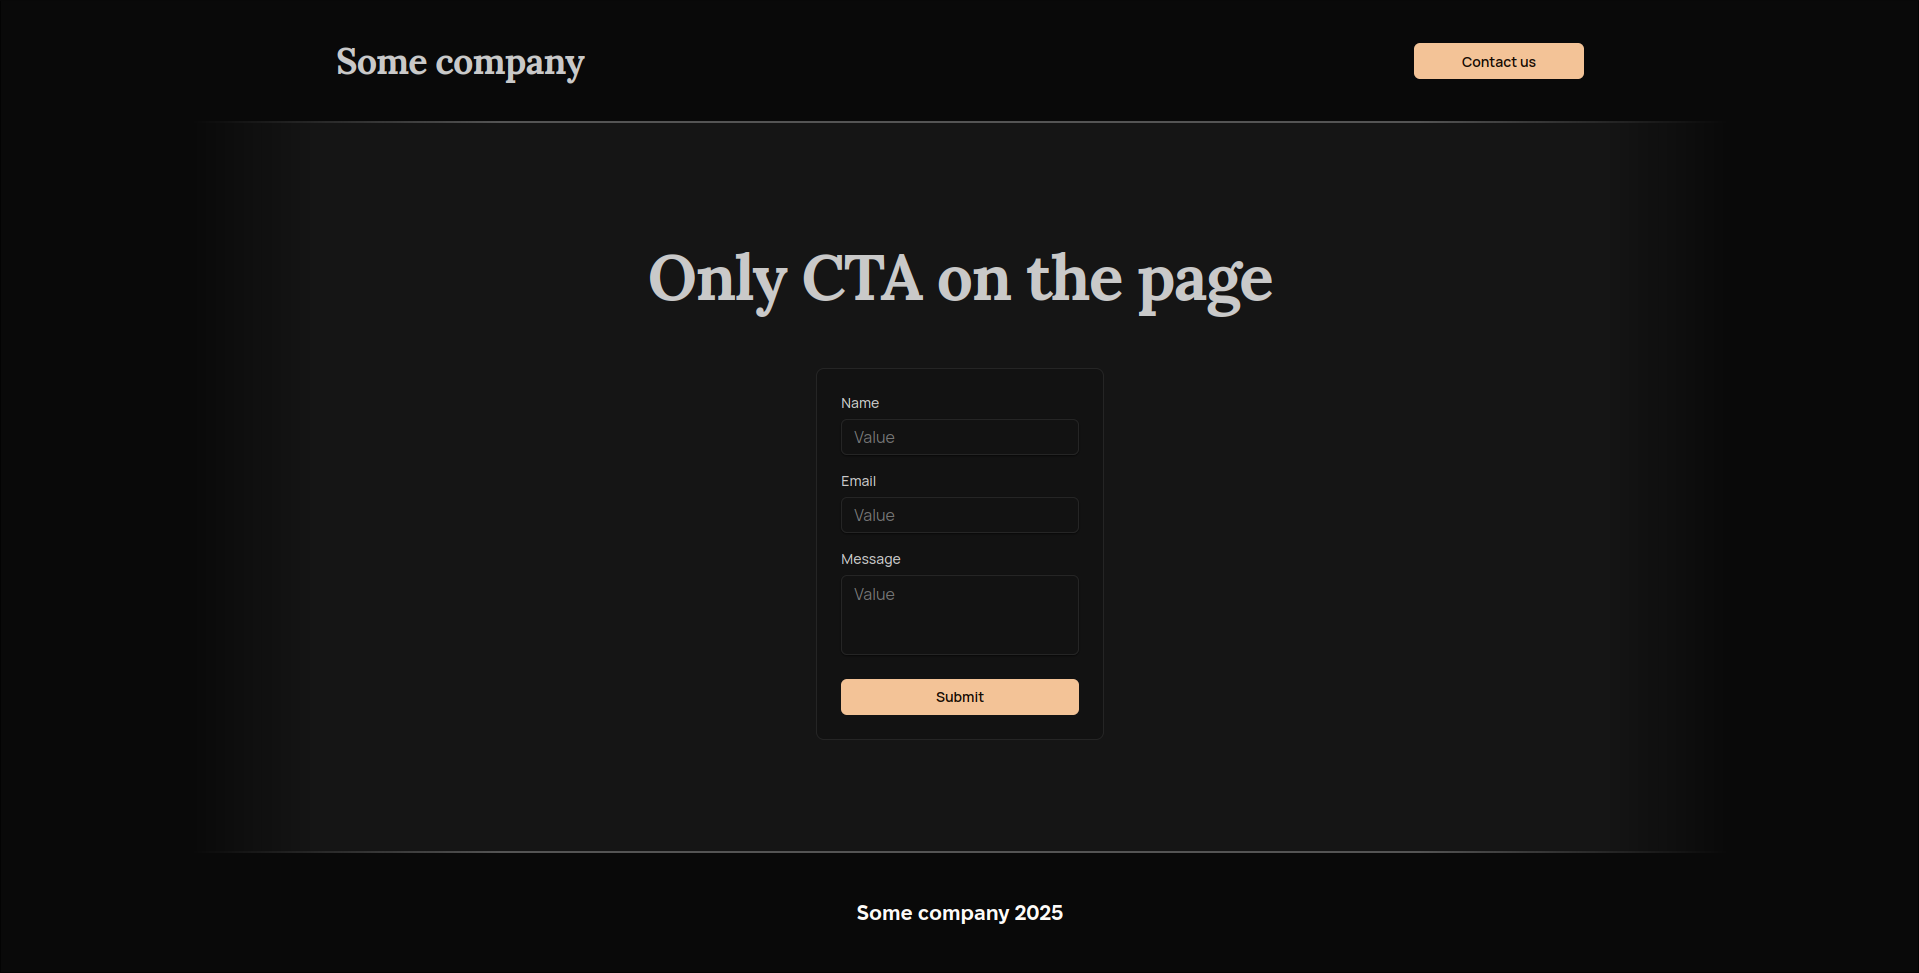 Some company
Contact us
Only CTA on the page
Name
Value
Email
Value
Message
Value
Submit
Some company 2025